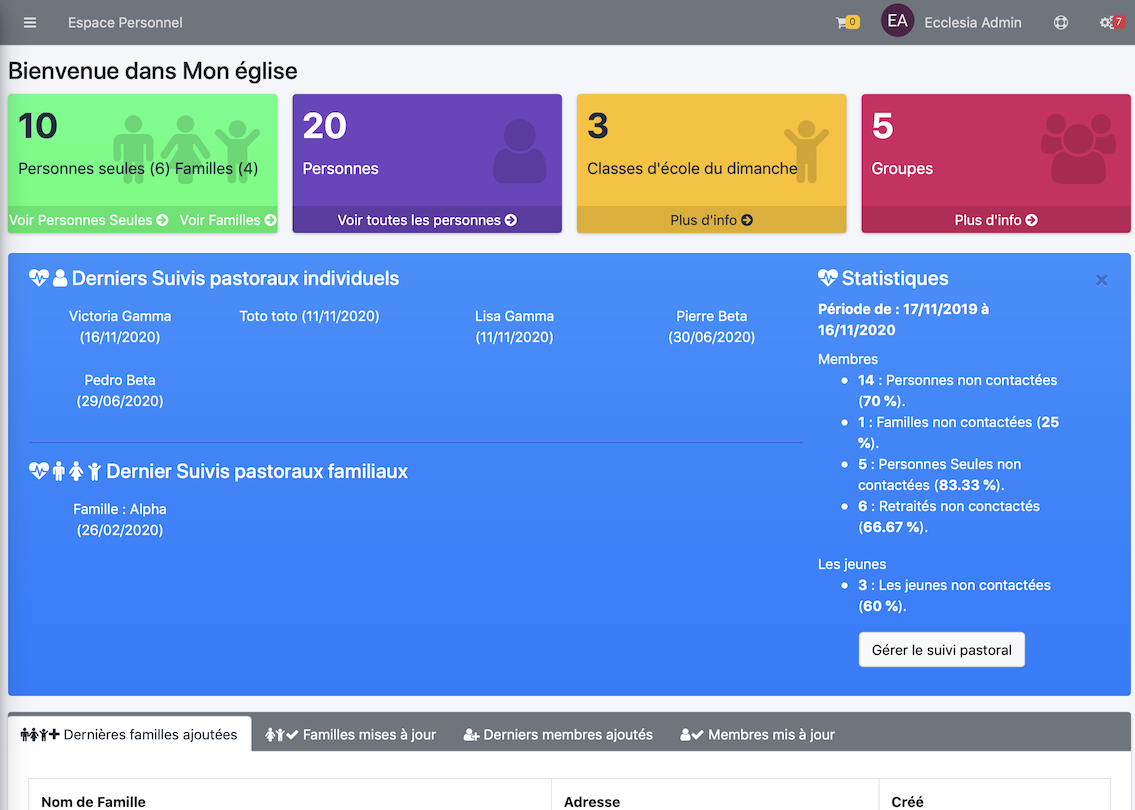 Espace Personnel
0
EA
Ecclesia Admin
7
Bienvenue dans Mon église
10
Personnes seules (6) Familles (4)
Voir Personnes Seules
Voir Familles
20
Personnes
Voir toutes les personnes
3
Classes d'école du dimanche
Plus d'info
5
Groupes
Plus d'info
Derniers Suivis pastoraux individuels
Victoria Gamma
(16/11/2020)
Toto toto (11/11/2020)
Lisa Gamma
(11/11/2020)
Pierre Beta
(30/06/2020)
Pedro Beta
(29/06/2020)
Dernier Suivis pastoraux familiaux
Famille : Alpha
(26/02/2020)
Statistiques
Période de : 17/11/2019 à
16/11/2020
Membres
• 14 : Personnes non contactées
(70 %).
• 1 : Familles non contactées (25
%).
• 5 : Personnes Seules non
contactées (83.33 %).
• 6 : Retraités non conctactés
(66.67 %).
Les jeunes
• 3 : Les jeunes non contactées
(60 %).
Gérer le suivi pastoral
Dernières familles ajoutées
Familles mises à jour
Derniers membres ajoutés
Membres mis à jour
Nom de Famille
Adresse
Créé